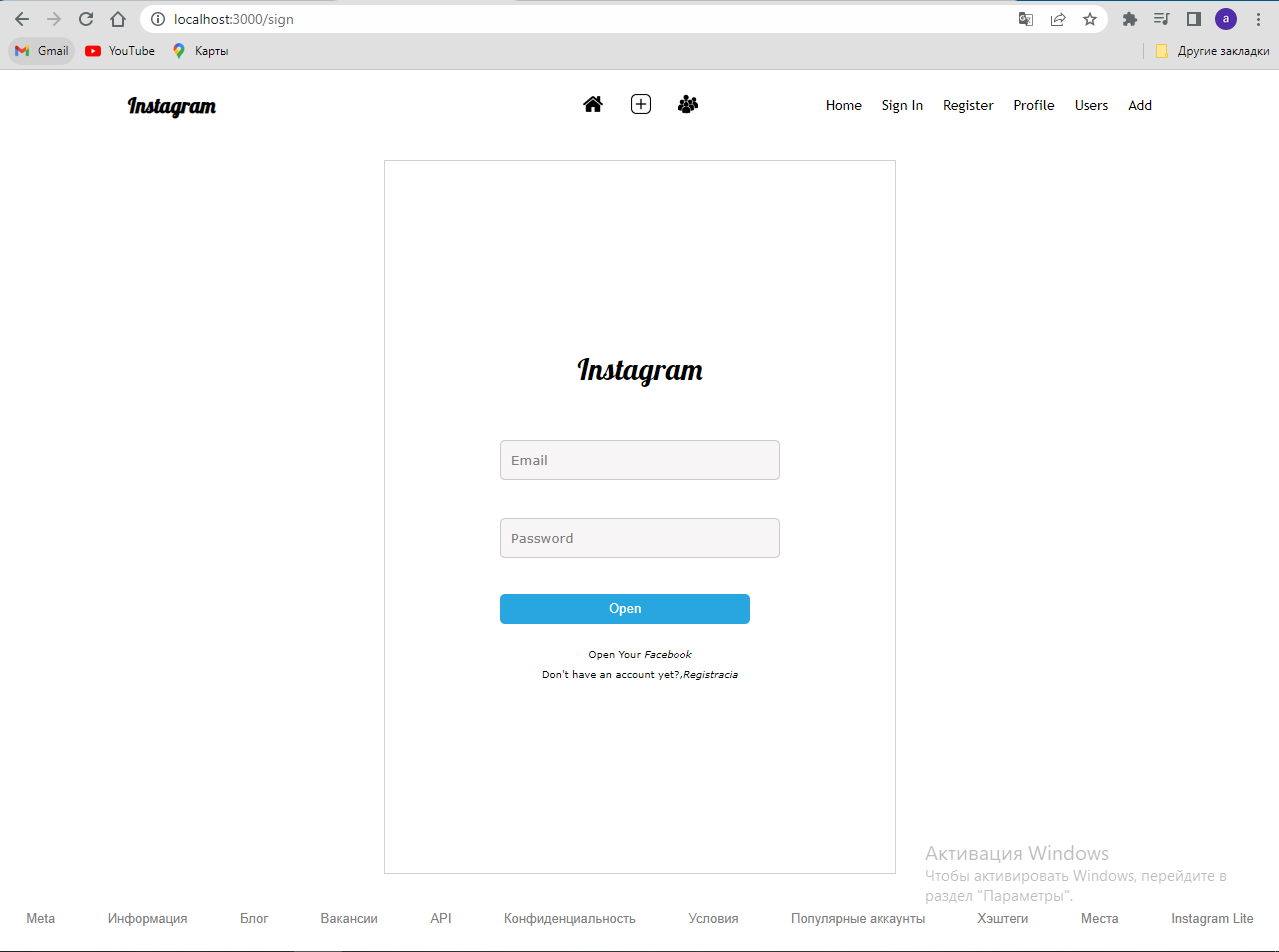 localhost:3000/sign
a
Gmail YouTube Карты Другие закладки
Instagram Home Sign In Register Profile Users Add
Instagram
Email
Password
Open
Open Your Facebook
Don't have an account yet?,Registracia
Активация Windows
Чтобы активировать Windows, перейдите в
раздел "Параметры".
Meta Информация Блог Вакансии API Конфиденциальность Условия Популярные аккаунты Хэштеги Места Instagram Lite